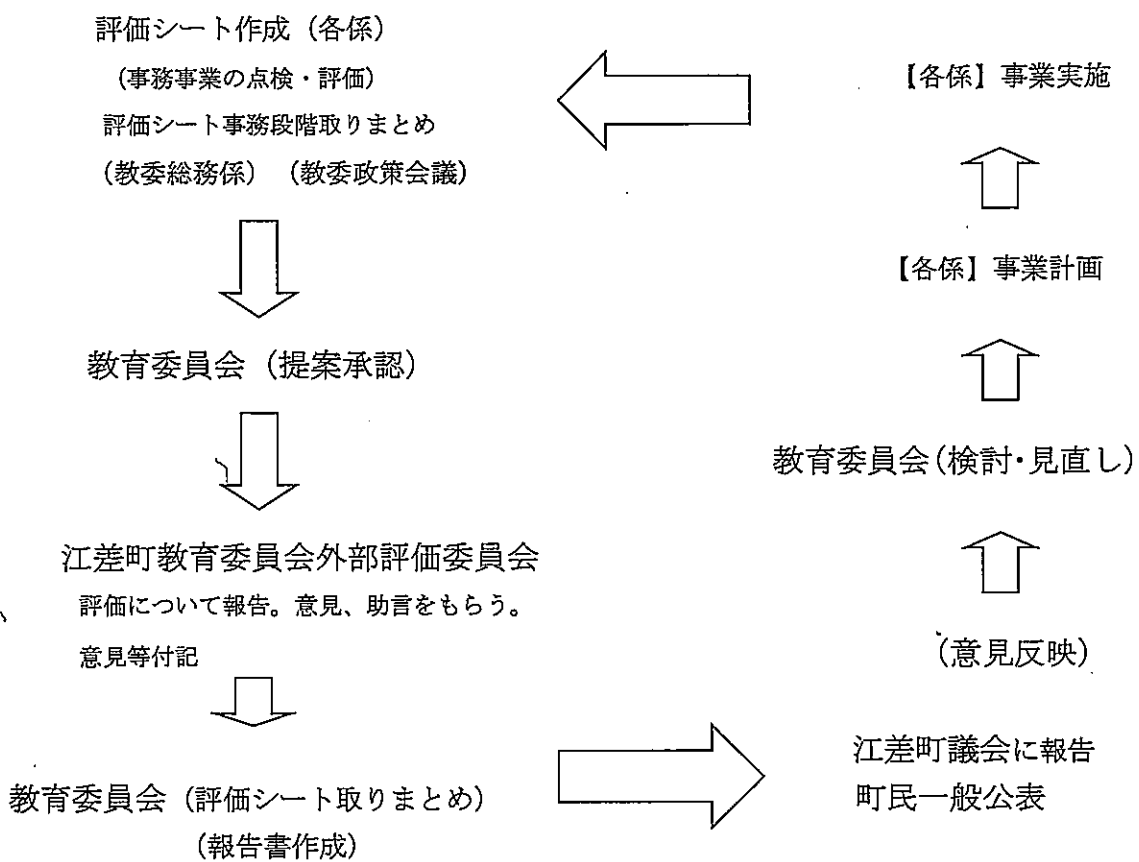 評価シート作成（各係）
（事務事業の点検・評価）
評価シート事務段階取りまとめ
（教委総務係）（教委政策会議）
教育委員会（提案承認）
江差町教育委員会外部評価委員会
評価について報告。意見、助言をもらう。
意見等付記
教育委員会（評価シート取りまとめ）
（報告書作成）
江差町議会に報告
町民一般公表
（意見反映）
教育委員会（検討・見直し）
【各係】事業計画
【各係】事業実施